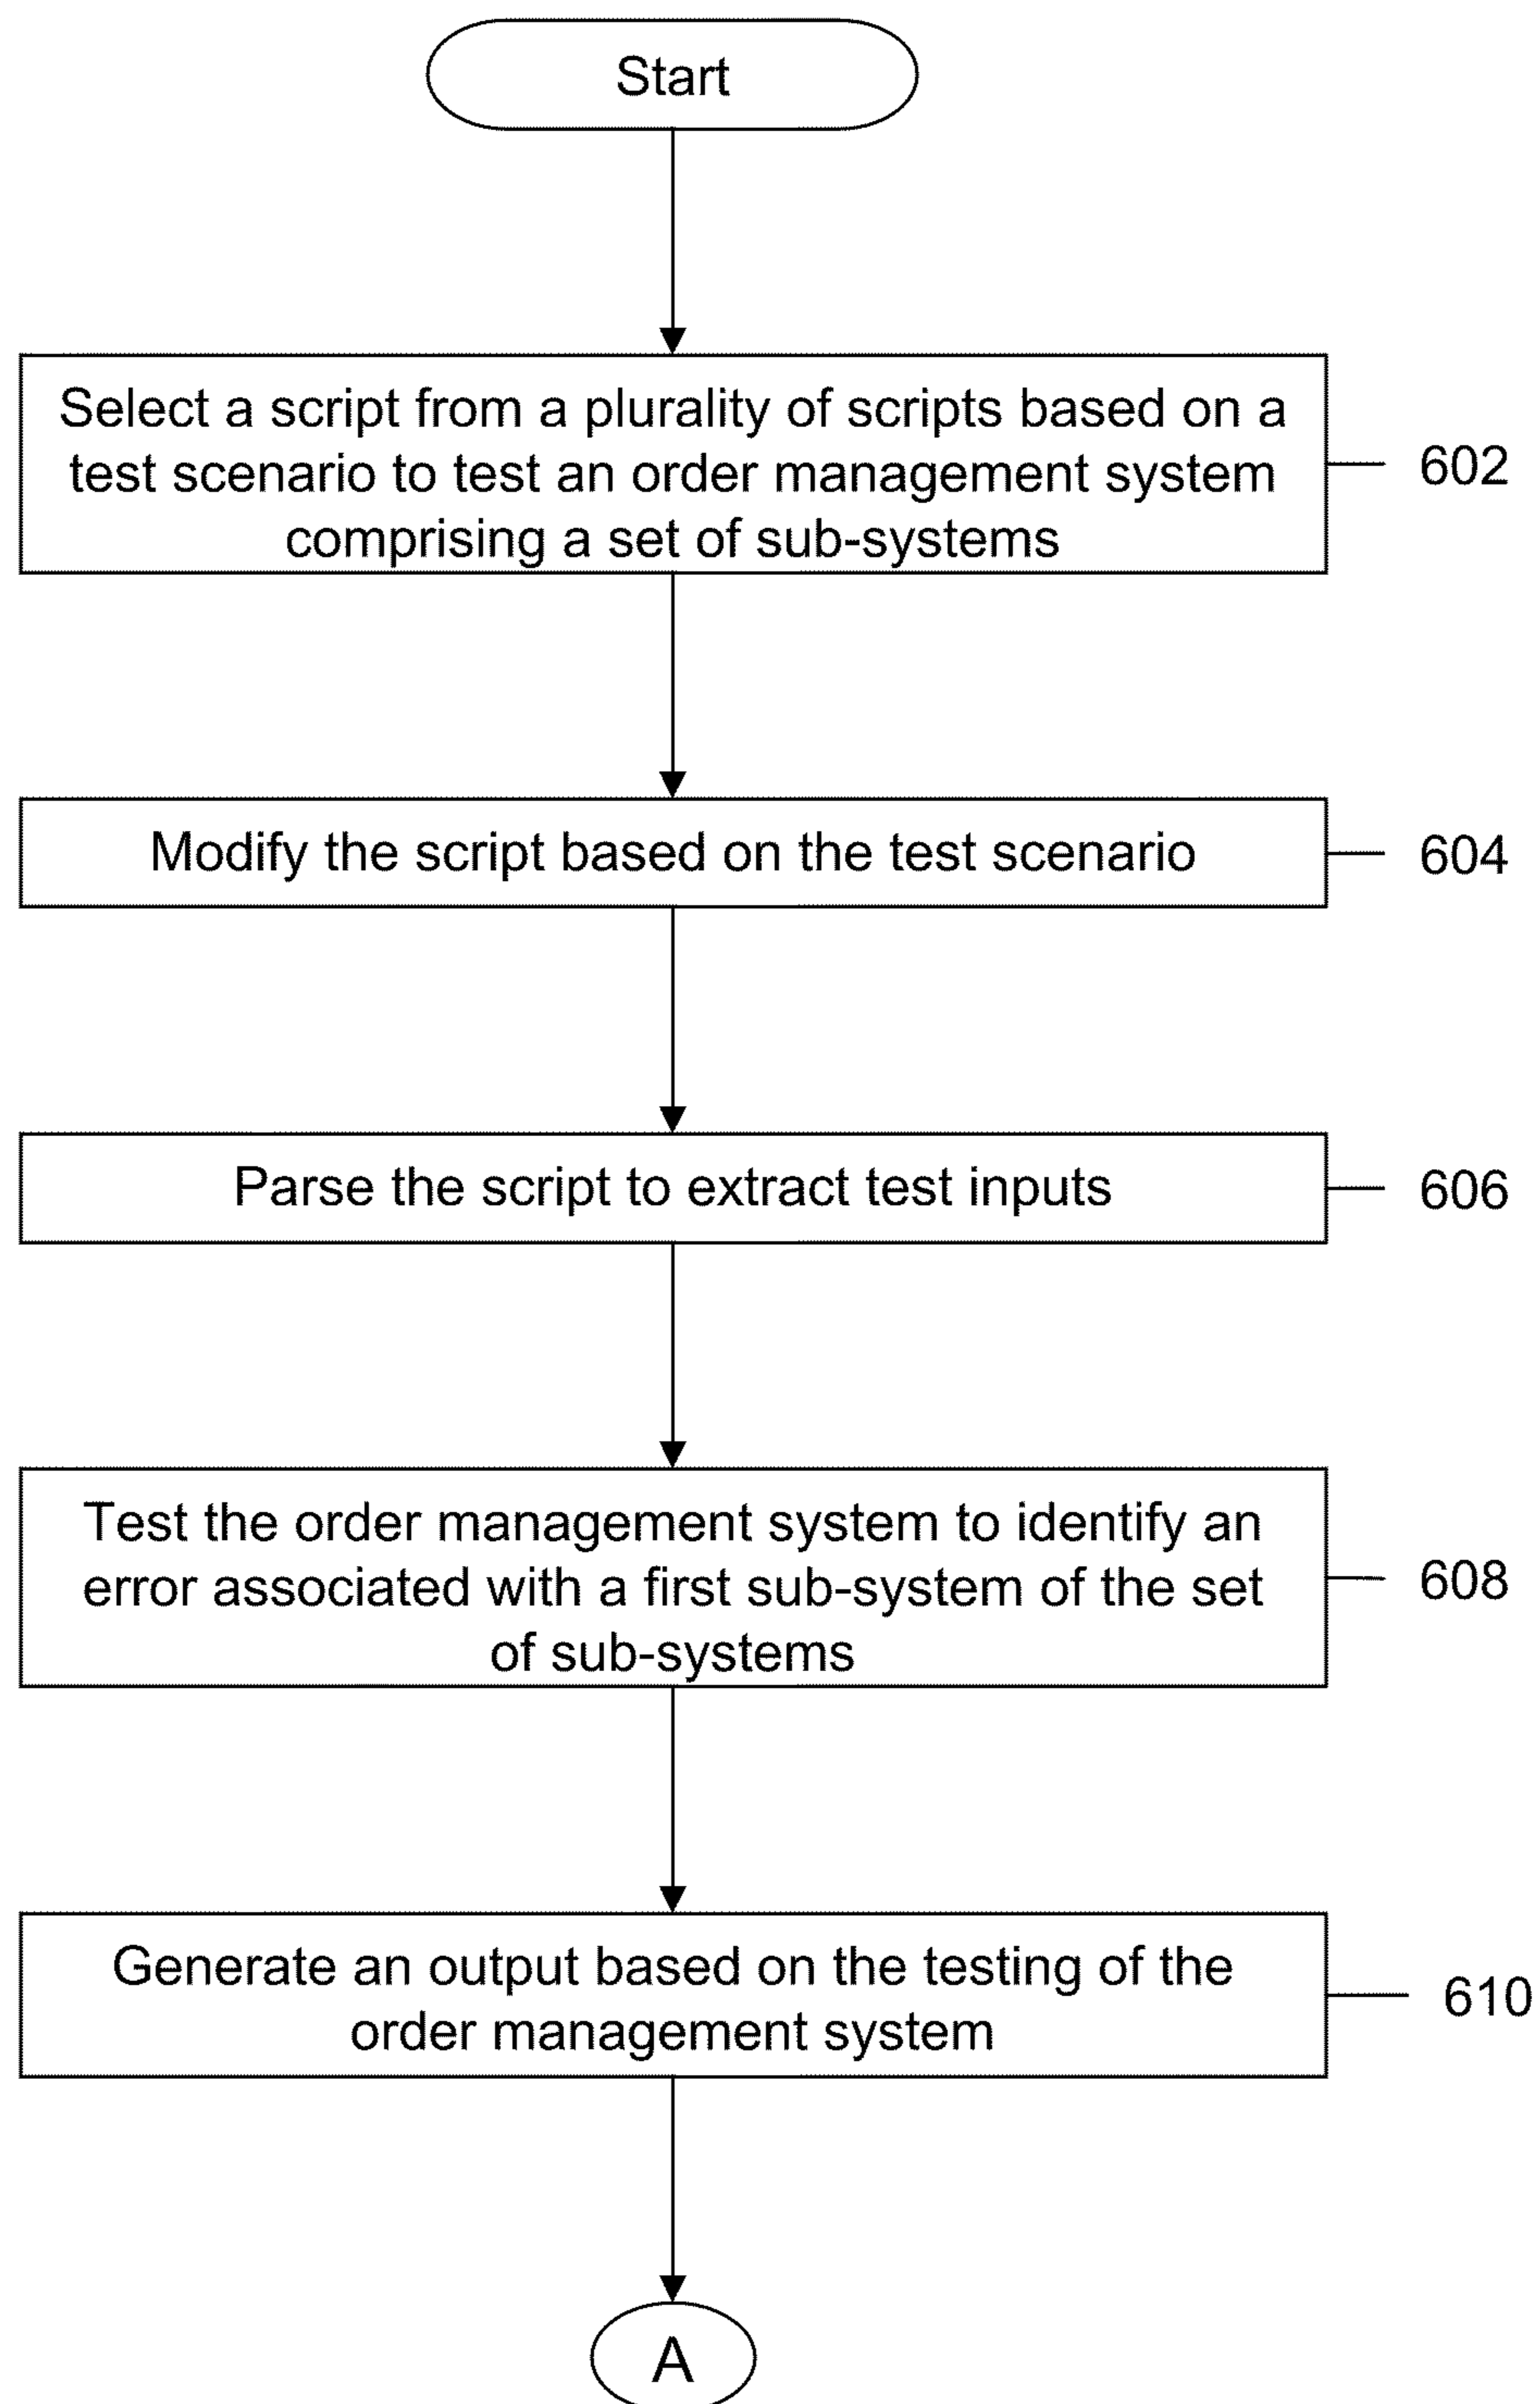 Start
Select a script from a plurality of scripts based on a
test scenario to test an order management system
comprising a set of sub-systems
602
Modify the script based on the test scenario
604
Parse the script to extract test inputs
606
Test the order management system to identify an
error associated with a first sub-system of the set
of sub-systems
608
Generate an output based on the testing of the
order management system
610
A